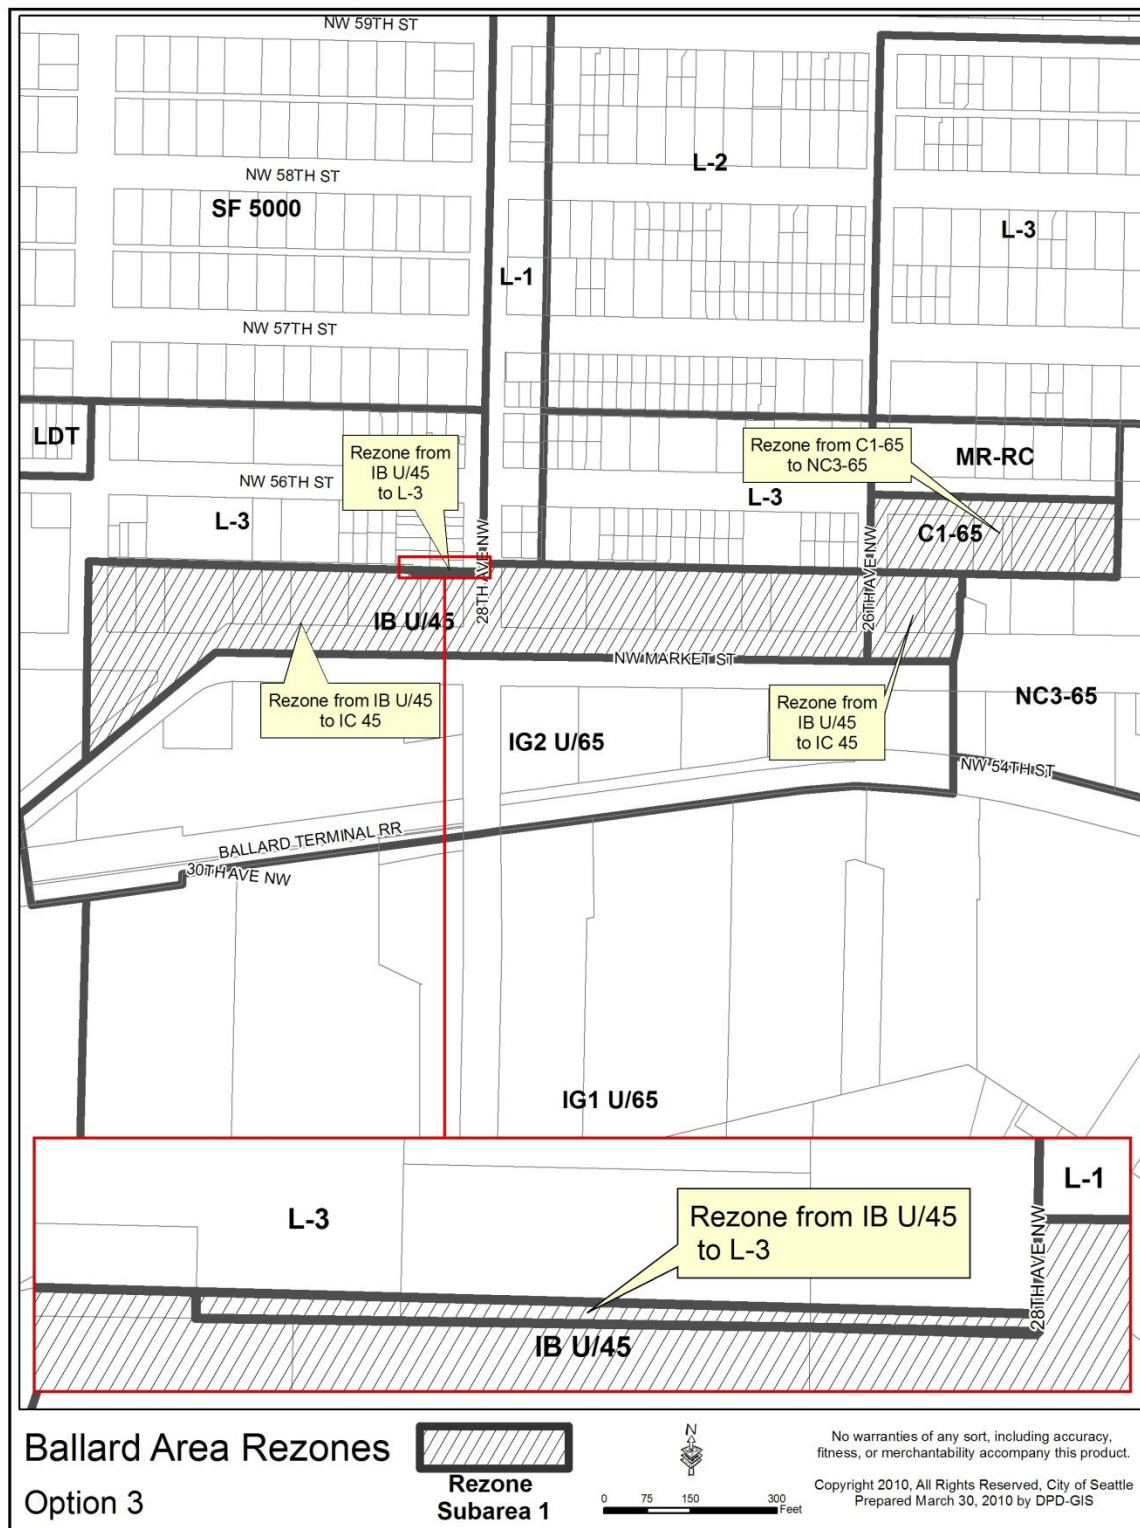 NW 59TH ST
L-2
NW 58TH ST
SF 5000
L-3
L-1
NW 57TH ST
LDT
Rezone from
IB U/45
to L-3
Rezone from C1-65
to NC3-65
MR-RC
NW 56TH ST
L-3
L-3
C1-65
28TH AVE NW
26TH AVE NW
IB U/45
NW MARKET ST
Rezone from IB U/45
to IC 45
Rezone from
IB U/45
to IC 45
NC3-65
IG2 U/65
NW 54TH ST
BALLARD TERMINAL RR
30TH AVE NW
IG1 U/65
L-1
L-3
Rezone from IB U/45
to L-3
28TH AVE NW
IB U/45
Ballard Area Rezones
Option 3
Rezone
Subarea 1
N
0 75 150 300
Feet
No warranties of any sort, including accuracy,
fitness, or merchantability accompany this product.
Copyright 2010, All Rights Reserved, City of Seattle
Prepared March 30, 2010 by DPD-GIS